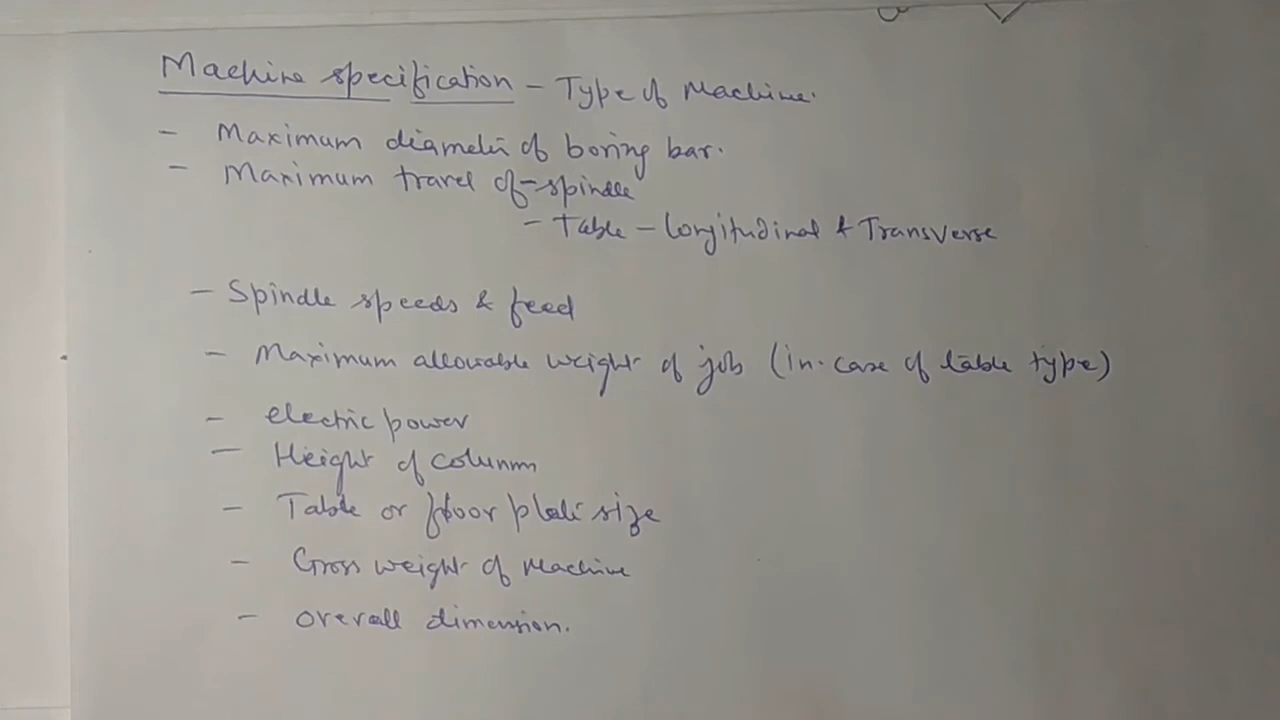 Machine specification - Type of Machine.
- Maximum diameter of boring bar.
- Maximum travel of - spindle
- Table - longitudinal & Transverse
- Spindle speeds & feed
- Maximum allowable weight of job (in-case of table type)
- electric power
- Height of column
- Table or floor plate size
- Gross weight of Machine
- overall dimension.